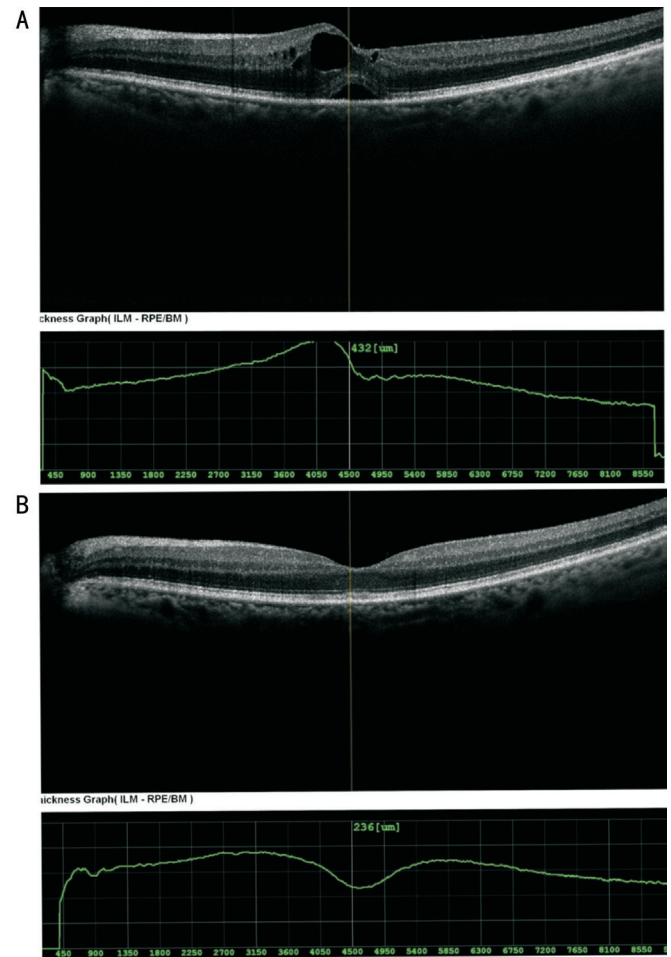 A
ckness Graph( ILM - RPE/BM )
432[um]
450 900 1350 1800 2250 2700 3150 3600 4050 4500 4950 5400 5850 6300 6750 7200 7650 8100 8550
B
hickness Graph( ILM - RPE/BM )
236[um]
450 900 1350 1800 2250 2700 3150 3600 4050 4500 4950 5400 5850 6300 6750 7200 7650 8100 8550